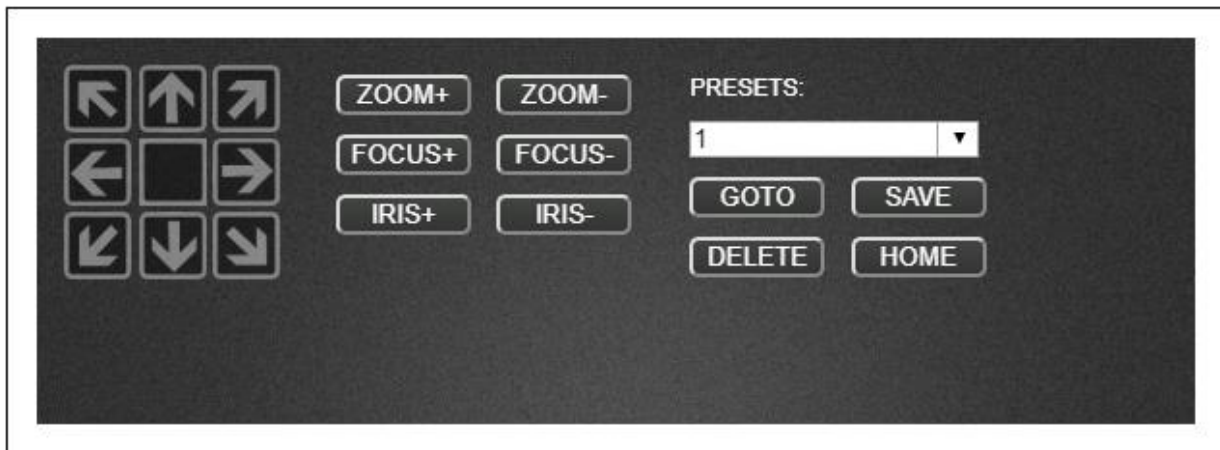 ZOOM+ ZOOM- PRESETS:
1
FOCUS+ FOCUS-
GOTO SAVE
IRIS+ IRIS-
DELETE HOME